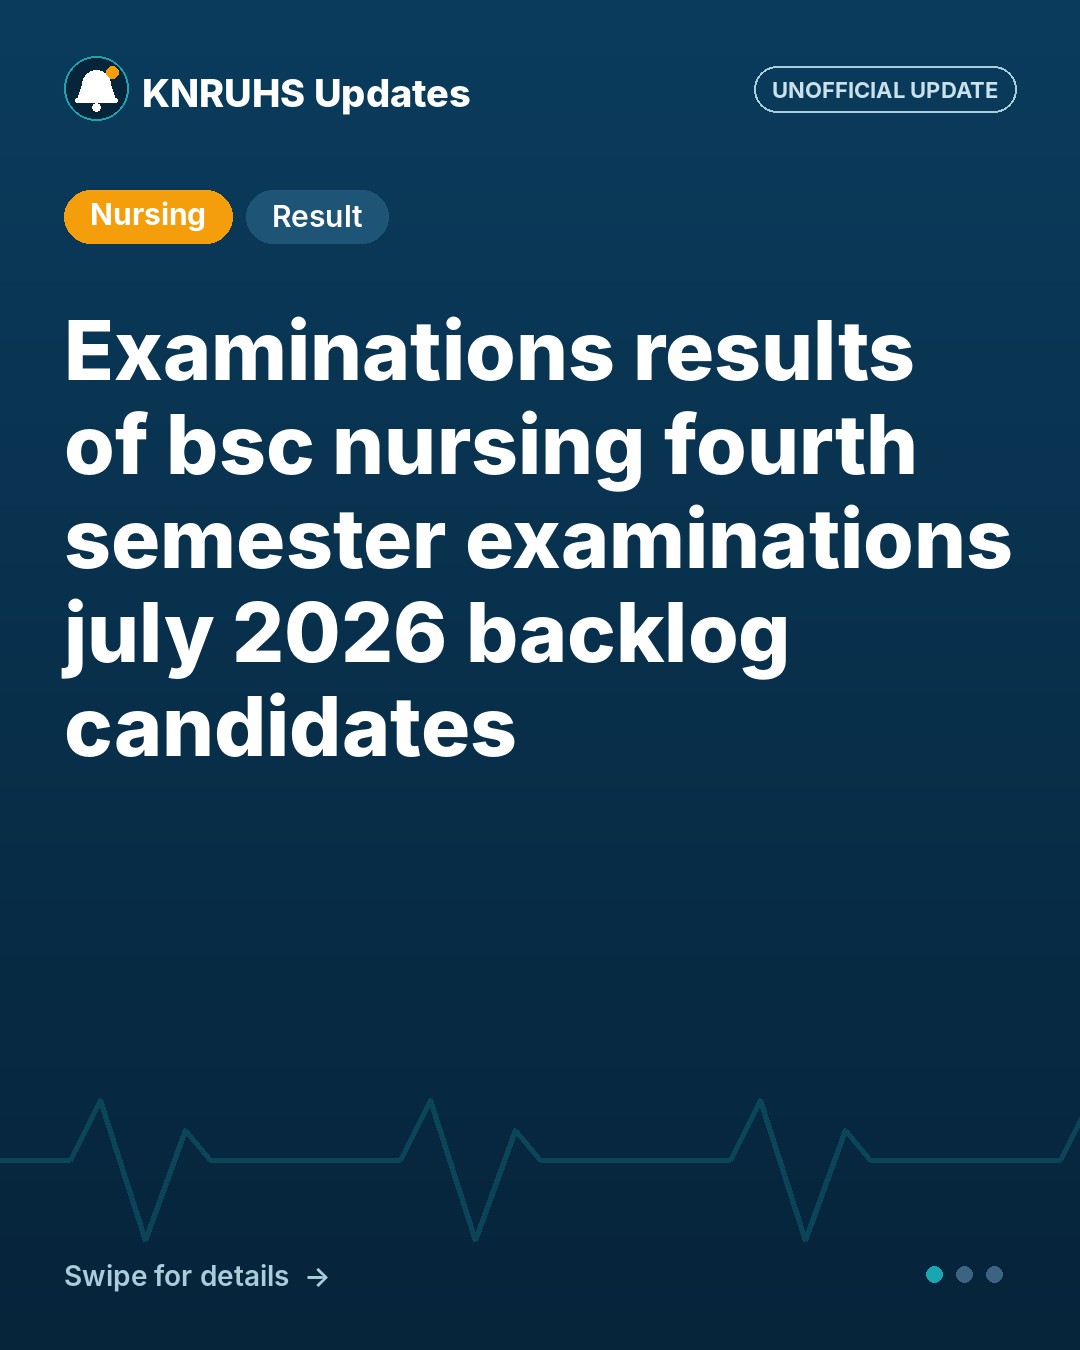 KNRUHS Updates
UNOFFICIAL UPDATE
Nursing
Result
Examinations results
of bsc nursing fourth
semester examinations
july 2026 backlog
candidates
Swipe for details →